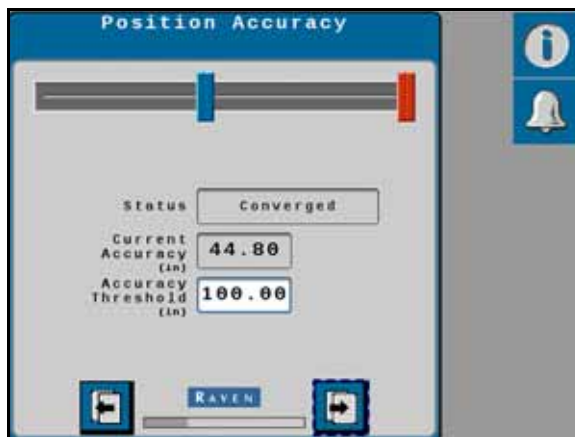 Position Accuracy
Status
Converged
Current
Accuracy
(in)
44.80
Accuracy
Threshold
(in)
100.00
RAVEN